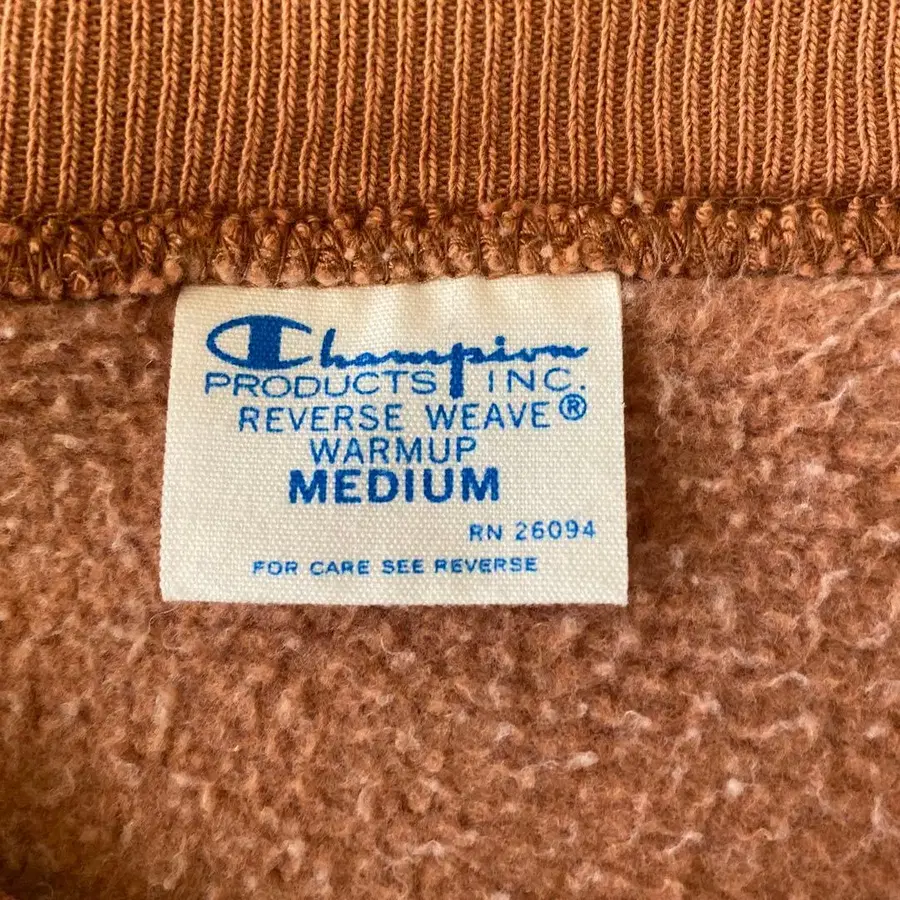 Champion
PRODUCTS INC.
REVERSE WEAVE®
WARMUP
MEDIUM
RN 26094
FOR CARE SEE REVERSE